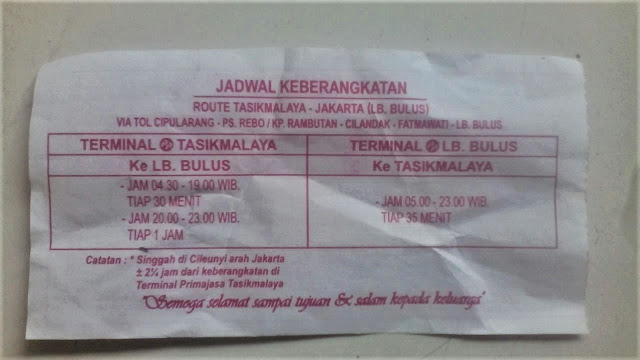 JADWAL KEBERANGKATAN
ROUTE TASIKMALAYA - JAKARTA (LB. BULUS)
VIA TOL CIPULARANG - PS. REBO / KP. RAMBUTAN - CILANDAK - FATMAWATI - LB. BULUS
TERMINAL TASIKMALAYA
Ke LB. BULUS
- JAM 04.30 - 19.00 WIB.
TIAP 30 MENIT
- JAM 20.00 - 23.00 WIB.
TIAP 1 JAM
TERMINAL LB. BULUS
Ke TASIKMALAYA
- JAM 05.00 - 23.00 WIB.
TIAP 35 MENIT
Catatan : * Singgah di Cileunyi arah Jakarta
± 2¼ jam dari keberangkatan di
Terminal Primajasa Tasikmalaya
"Semoga selamat sampai tujuan & salam kepada keluarga"